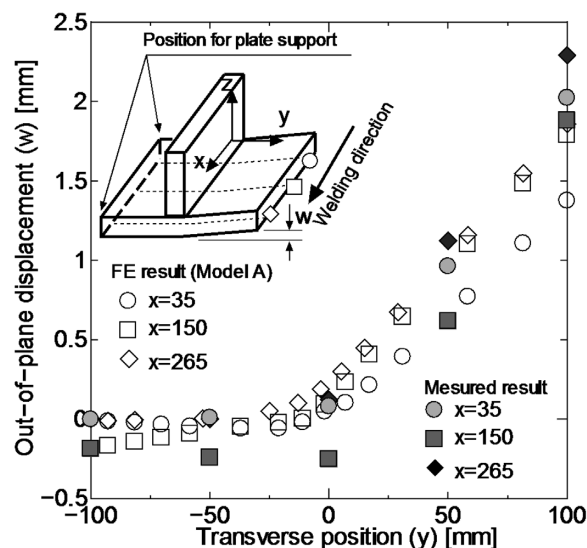 Position for plate support
z
y
x
w
Welding direction
FE result (Model A)
x=35
x=150
x=265
Mesured result
x=35
x=150
x=265
Out-of-plane displacement (w) [mm]
2.5
2
1.5
1
0.5
0
−0.5
−100 −50 0 50 100
Transverse position (y) [mm]